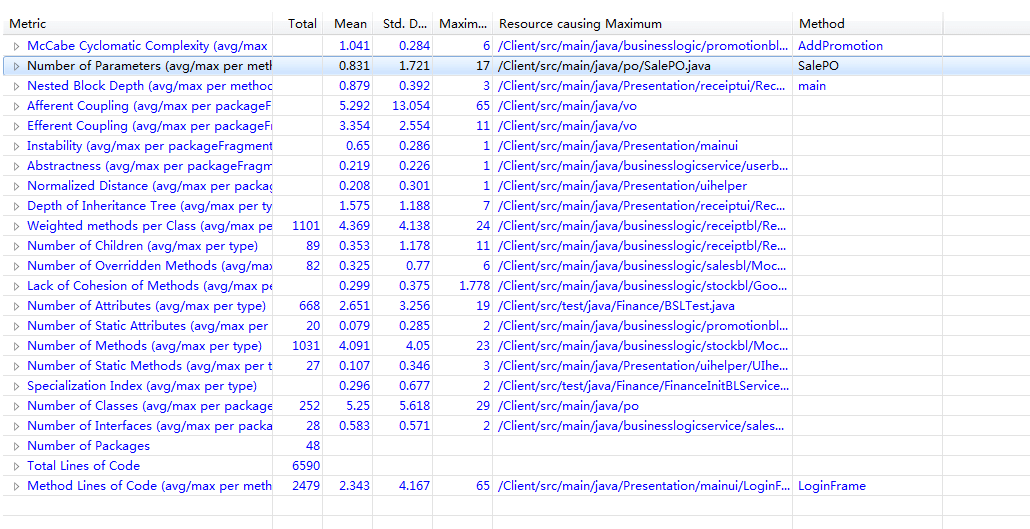 Metric Total Mean Std. D... Maxim... Resource causing Maximum Method
McCabe Cyclomatic Complexity (avg/max 1.041 0.284 6 /Client/src/main/java/businesslogic/promotionbl... AddPromotion
Number of Parameters (avg/max per meth 0.831 1.721 17 /Client/src/main/java/po/SalePO.java SalePO
Nested Block Depth (avg/max per method 0.879 0.392 3 /Client/src/main/java/Presentation/receiptui/Rec... main
Afferent Coupling (avg/max per packageF 5.292 13.054 65 /Client/src/main/java/vo
Efferent Coupling (avg/max per packageF 3.354 2.554 11 /Client/src/main/java/vo
Instability (avg/max per packageFragment 0.65 0.286 1 /Client/src/main/java/Presentation/mainui
Abstractness (avg/max per packageFragm 0.219 0.226 1 /Client/src/main/java/businesslogicservice/userb...
Normalized Distance (avg/max per packag 0.208 0.301 1 /Client/src/main/java/Presentation/uihelper
Depth of Inheritance Tree (avg/max per ty 1.575 1.188 7 /Client/src/main/java/Presentation/receiptui/Rec...
Weighted methods per Class (avg/max pe 1101 4.369 4.138 24 /Client/src/main/java/businesslogic/receiptbl/Re...
Number of Children (avg/max per type) 89 0.353 1.178 11 /Client/src/main/java/businesslogic/receiptbl/Re...
Number of Overridden Methods (avg/max 82 0.325 0.77 6 /Client/src/main/java/businesslogic/salesbl/Moc...
Lack of Cohesion of Methods (avg/max pe 0.299 0.375 1.778 /Client/src/main/java/businesslogic/stockbl/Goo...
Number of Attributes (avg/max per type) 668 2.651 3.256 19 /Client/src/test/java/Finance/BSLTest.java
Number of Static Attributes (avg/max per 20 0.079 0.285 2 /Client/src/main/java/businesslogic/promotionbl...
Number of Methods (avg/max per type) 1031 4.091 4.05 23 /Client/src/main/java/businesslogic/stockbl/Moc...
Number of Static Methods (avg/max per t 27 0.107 0.346 3 /Client/src/main/java/Presentation/uihelper/UIhe...
Specialization Index (avg/max per type) 0.296 0.677 2 /Client/src/test/java/Finance/FinanceInitBLService...
Number of Classes (avg/max per package 252 5.25 5.618 29 /Client/src/main/java/po
Number of Interfaces (avg/max per packa 28 0.583 0.571 2 /Client/src/main/java/businesslogicservice/sales...
Number of Packages 48
Total Lines of Code 6590
Method Lines of Code (avg/max per meth 2479 2.343 4.167 65 /Client/src/main/java/Presentation/mainui/LoginF... LoginFrame